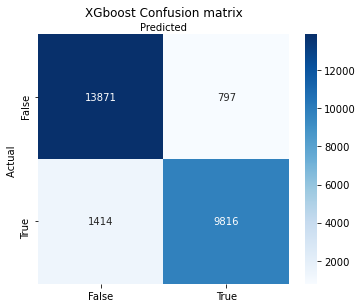 XGboost Confusion matrix
Predicted
False
13871
797
Actual
True
1414
9816
False
True
12000
10000
8000
6000
4000
2000